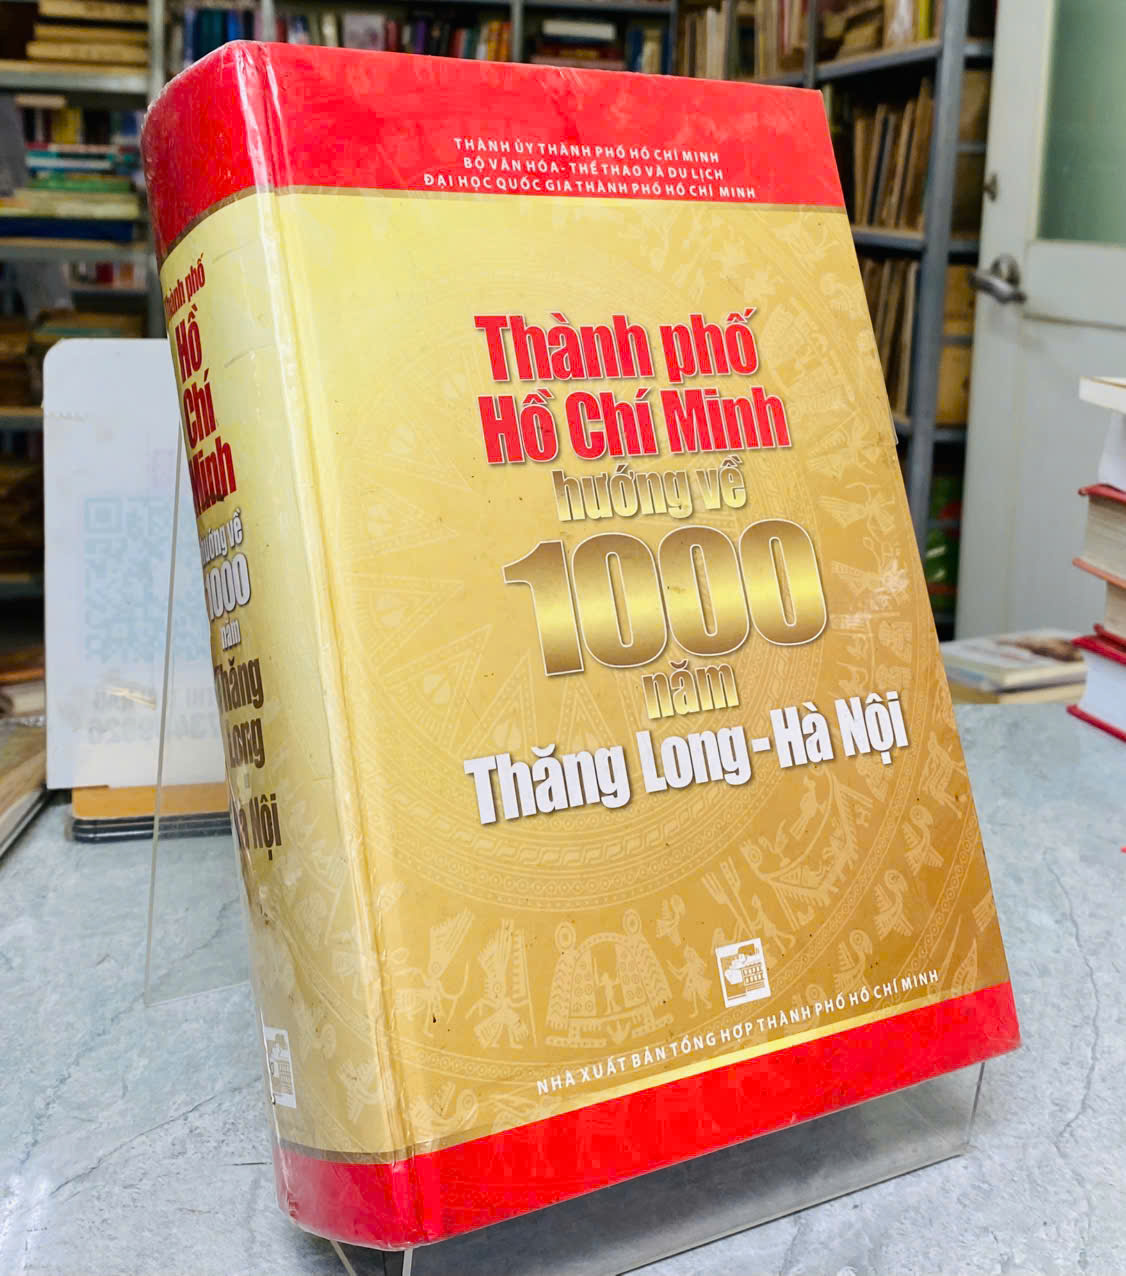 THÀNH ỦY THÀNH PHỐ HỒ CHÍ MINH
BỘ VĂN HÓA - THỂ THAO VÀ DU LỊCH
ĐẠI HỌC QUỐC GIA THÀNH PHỐ HỒ CHÍ MINH
Thành phố
Hồ Chí Minh
hướng về
1000
năm
Thăng Long - Hà Nội
NHÀ XUẤT BẢN TỔNG HỢP THÀNH PHỐ HỒ CHÍ MINH
Thành phố
Hồ
Chí
Minh
hướng về
1000
năm
Thăng
Long
Hà Nội